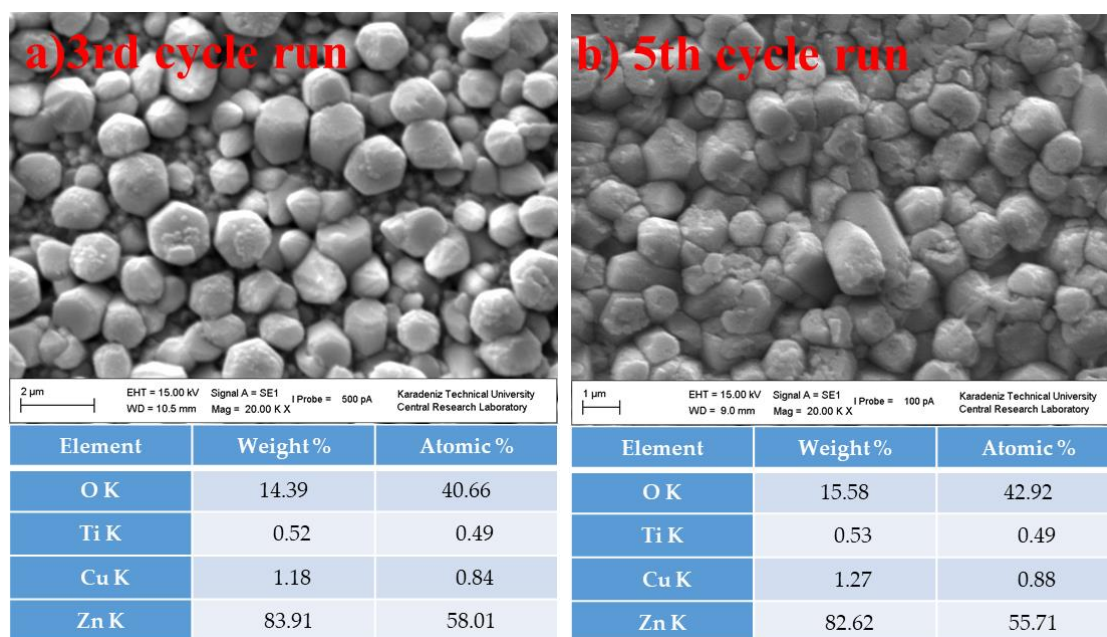 a)3rd cycle run
2 µm
EHT = 15.00 kV
WD = 10.5 mm
Signal A = SE1
Mag = 20.00 K X
I Probe = 500 pA
Karadeniz Technical University
Central Research Laboratory
Element Weight % Atomic %
O K 14.39 40.66
Ti K 0.52 0.49
Cu K 1.18 0.84
Zn K 83.91 58.01
b) 5th cycle run
1 µm
EHT = 15.00 kV
WD = 9.0 mm
Signal A = SE1
Mag = 20.00 K X
I Probe = 100 pA
Karadeniz Technical University
Central Research Laboratory
Element Weight % Atomic %
O K 15.58 42.92
Ti K 0.53 0.49
Cu K 1.27 0.88
Zn K 82.62 55.71